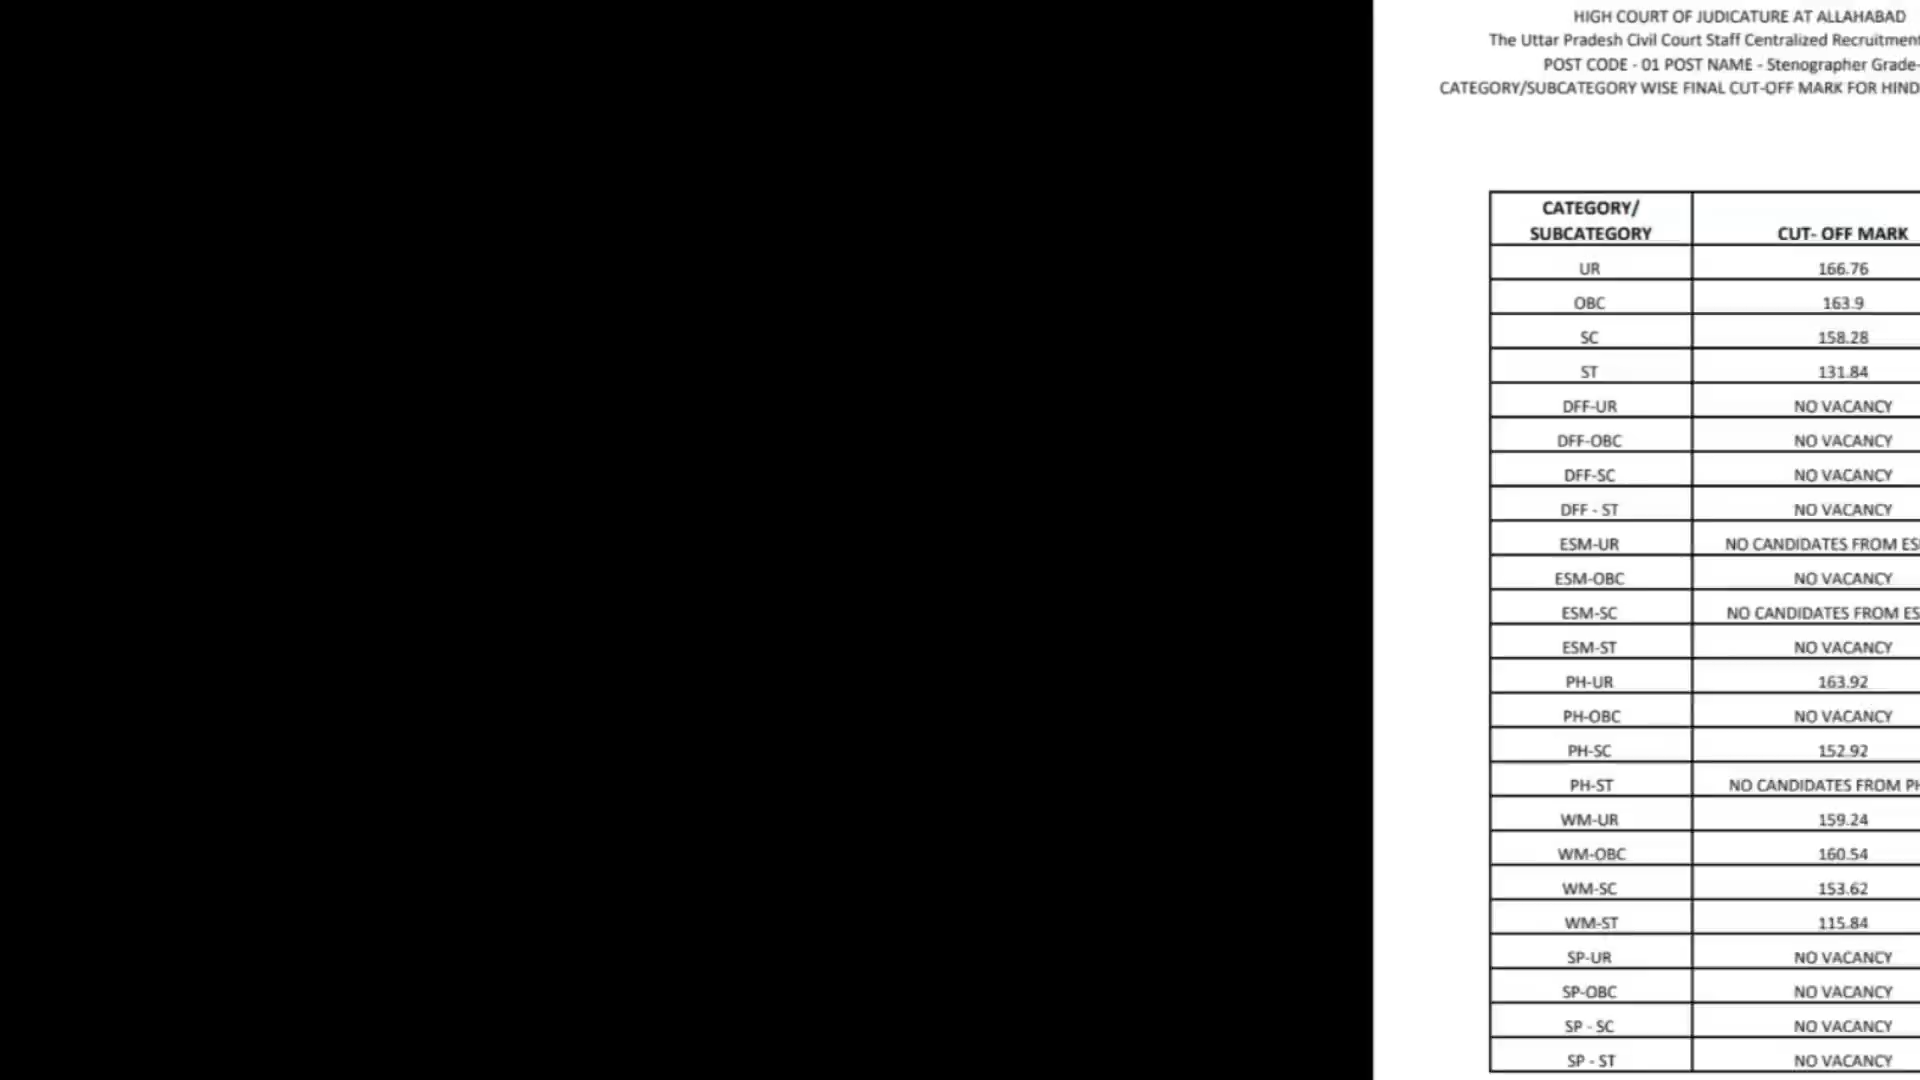 HIGH COURT OF JUDICATURE AT ALLAHABAD
The Uttar Pradesh Civil Court Staff Centralized Recruitment
POST CODE - 01 POST NAME - Stenographer Grade-
CATEGORY/SUBCATEGORY WISE FINAL CUT-OFF MARK FOR HIND
CATEGORY/
SUBCATEGORY CUT- OFF MARK
UR 166.76
OBC 163.9
SC 158.28
ST 131.84
DFF-UR NO VACANCY
DFF-OBC NO VACANCY
DFF-SC NO VACANCY
DFF - ST NO VACANCY
ESM-UR NO CANDIDATES FROM ES
ESM-OBC NO VACANCY
ESM-SC NO CANDIDATES FROM ES
ESM-ST NO VACANCY
PH-UR 163.92
PH-OBC NO VACANCY
PH-SC 152.92
PH-ST NO CANDIDATES FROM PH
WM-UR 159.24
WM-OBC 160.54
WM-SC 153.62
WM-ST 115.84
SP-UR NO VACANCY
SP-OBC NO VACANCY
SP - SC NO VACANCY
SP - ST NO VACANCY